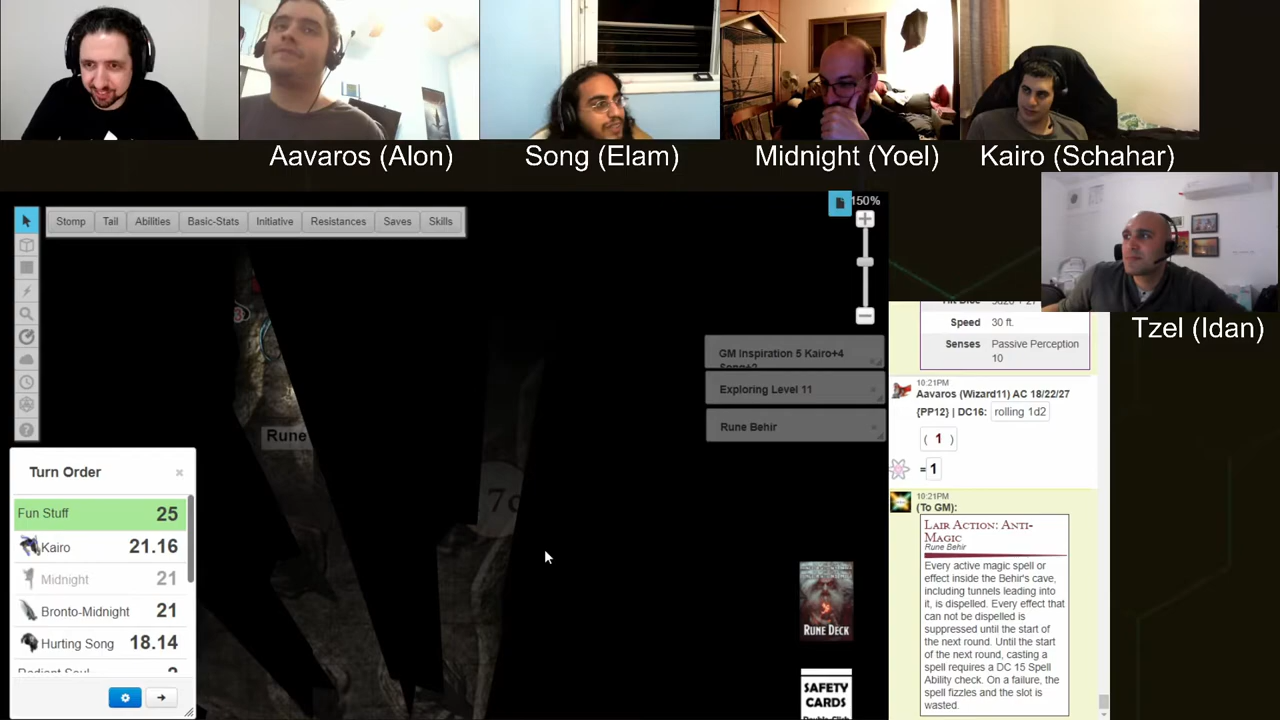 Aavaros (Alon)
Song (Elam)
Midnight (Yoel)
Kairo (Schahar)
Tzel (Idan)
Stomp
Tail
Abilities
Basic-Stats
Initiative
Resistances
Saves
Skills
150%
GM Inspiration 5 Kairo+4
Exploring Level 11
Rune Behir
Rune
Turn Order
Fun Stuff 25
Kairo 21.16
Midnight 21
Bronto-Midnight 21
Hurting Song 18.14
RUNE DECK
SAFETY
CARDS
Speed 30 ft.
Senses Passive Perception
10
10:21PM
Aavaros (Wizard11) AC 18/22/27
{PP12} | DC16: rolling 1d2
( 1 )
=1
10:21PM
(To GM):
Lair Action: Anti-
Magic
Rune Behir
Every active magic spell or
effect inside the Behir's cave,
including tunnels leading into
it, is dispelled. Every effect that
can not be dispelled is
suppressed until the start of
the next round. Until the start
of the next round, casting a
spell requires a DC 15 Spell
Ability check. On a failure, the
spell fizzles and the slot is
wasted.